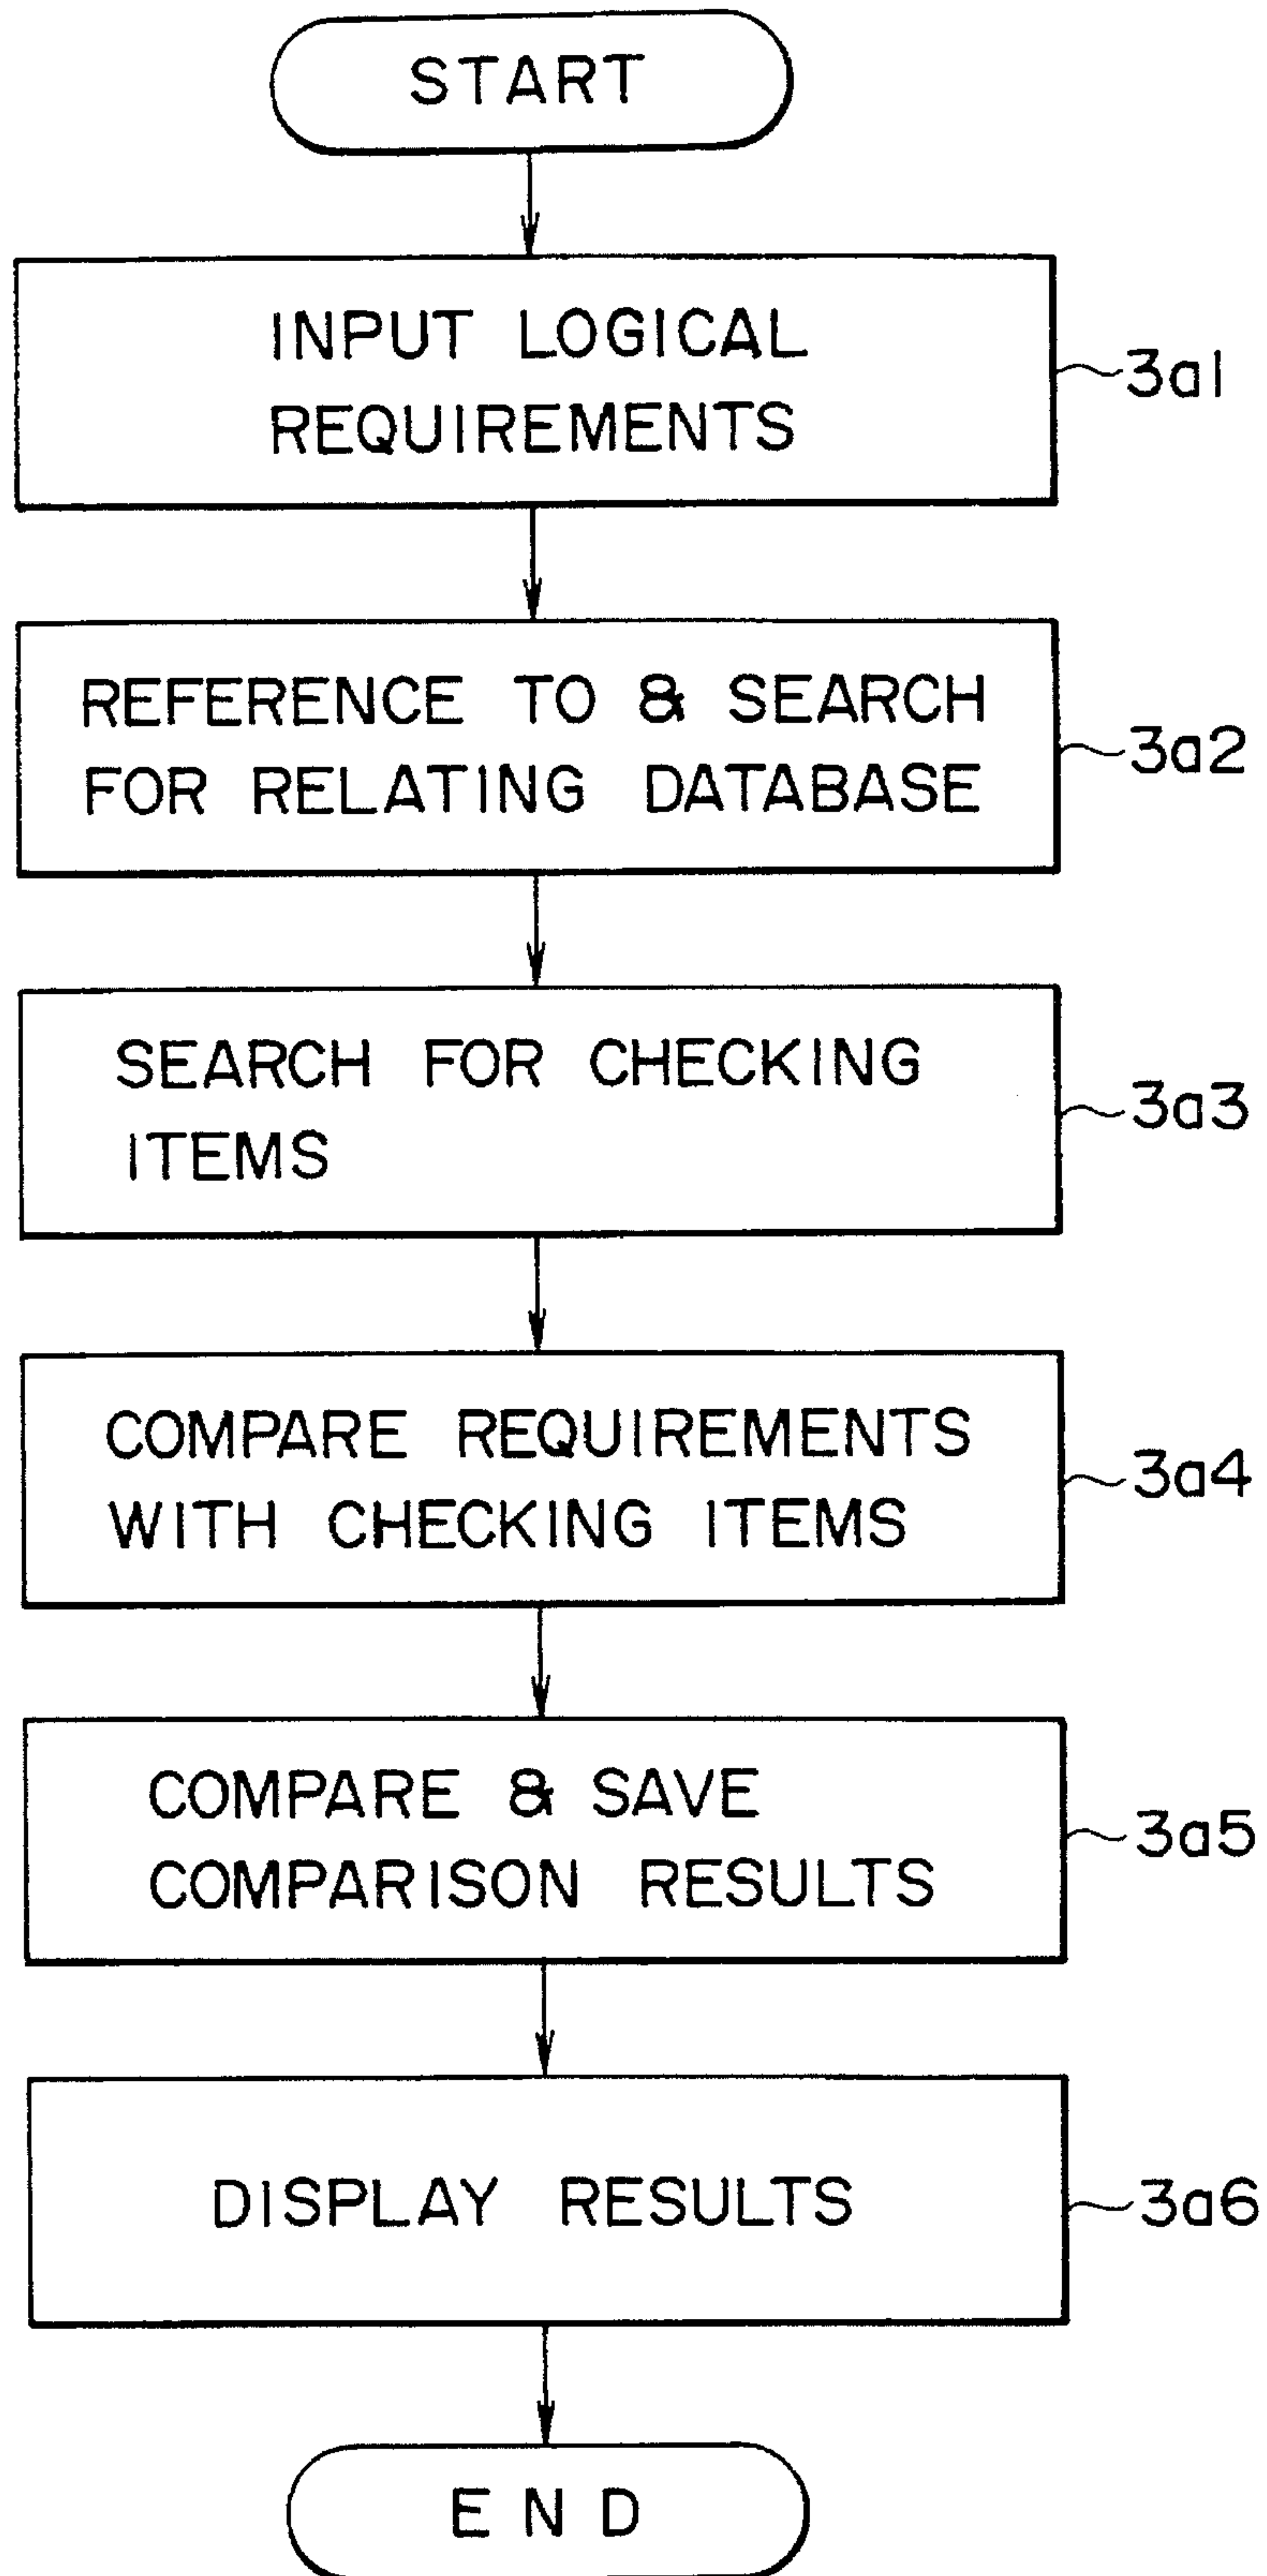 START
INPUT LOGICAL
REQUIREMENTS
3a1
REFERENCE TO & SEARCH
FOR RELATING DATABASE
3a2
SEARCH FOR CHECKING
ITEMS
3a3
COMPARE REQUIREMENTS
WITH CHECKING ITEMS
3a4
COMPARE & SAVE
COMPARISON RESULTS
3a5
DISPLAY RESULTS
3a6
END